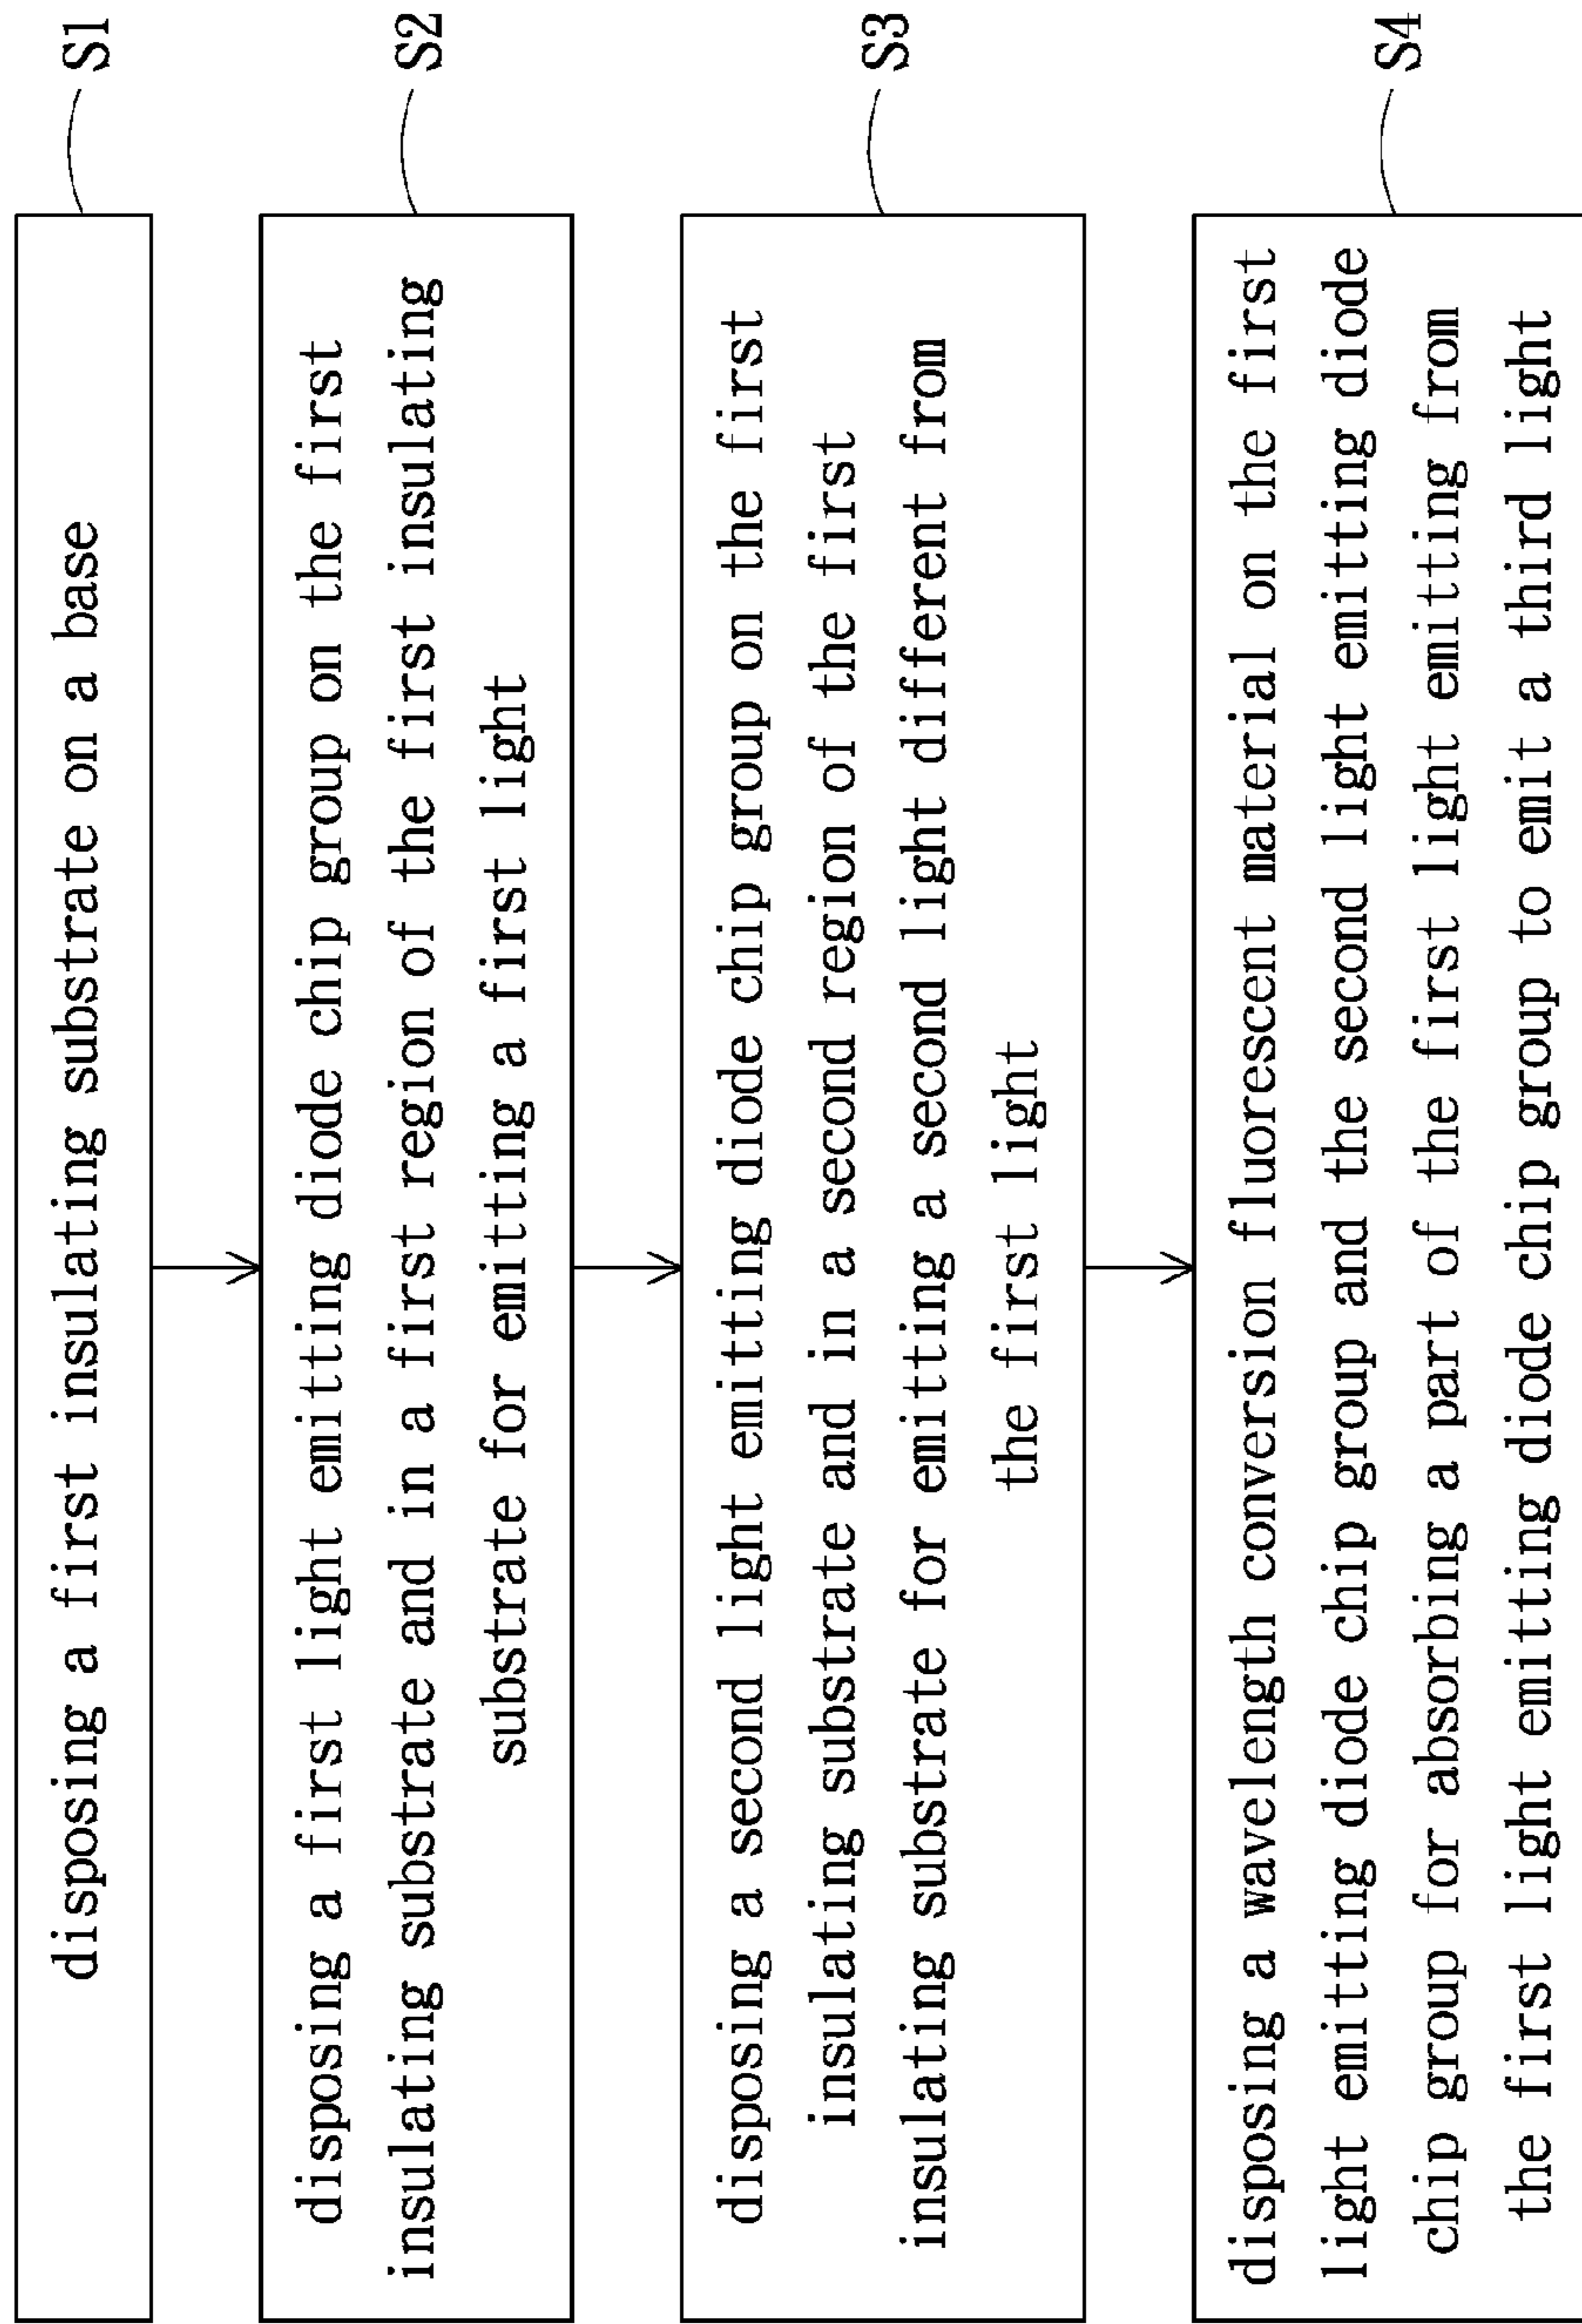 disposing a first insulating substrate on a base
S1
disposing a first light emitting diode chip group on the first
insulating substrate and in a first region of the first insulating
substrate for emitting a first light
S2
disposing a second light emitting diode chip group on the first
insulating substrate and in a second region of the first
insulating substrate for emitting a second light different from
the first light
S3
disposing a wavelength conversion fluorescent material on the first
light emitting diode chip group and the second light emitting diode
chip group for absorbing a part of the first light emitting from
the first light emitting diode chip group to emit a third light
S4